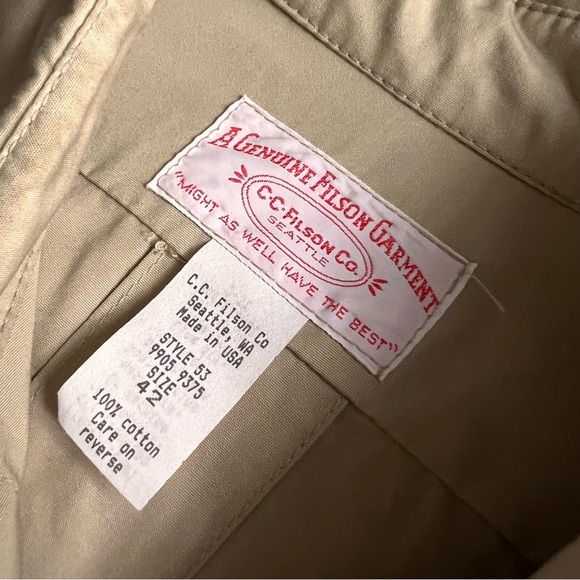 A GENUINE FILSON GARMENT
C.C. FILSON CO.
SEATTLE
"MIGHT AS WELL HAVE THE BEST"
C.C. Filson Co
Seattle, WA
Made in USA
STYLE 53
9905 9375
SIZE
42
100% cotton
Care on
reverse